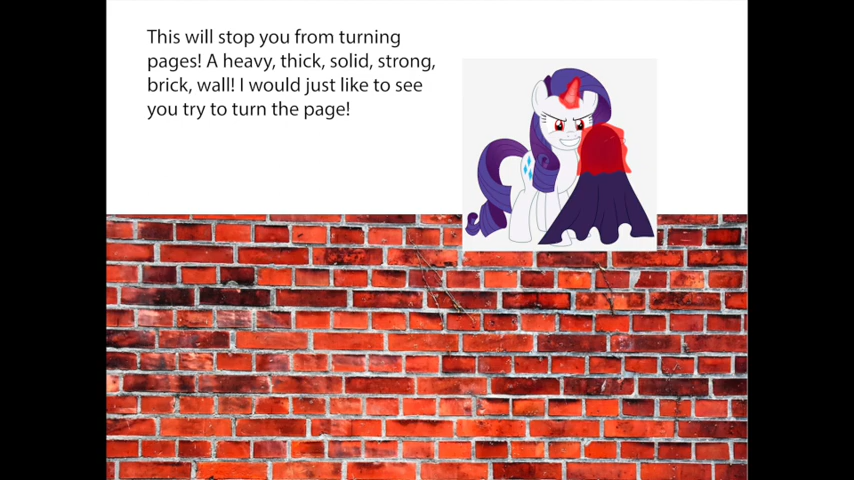 This will stop you from turning
pages! A heavy, thick, solid, strong,
brick, wall! I would just like to see
you try to turn the page!